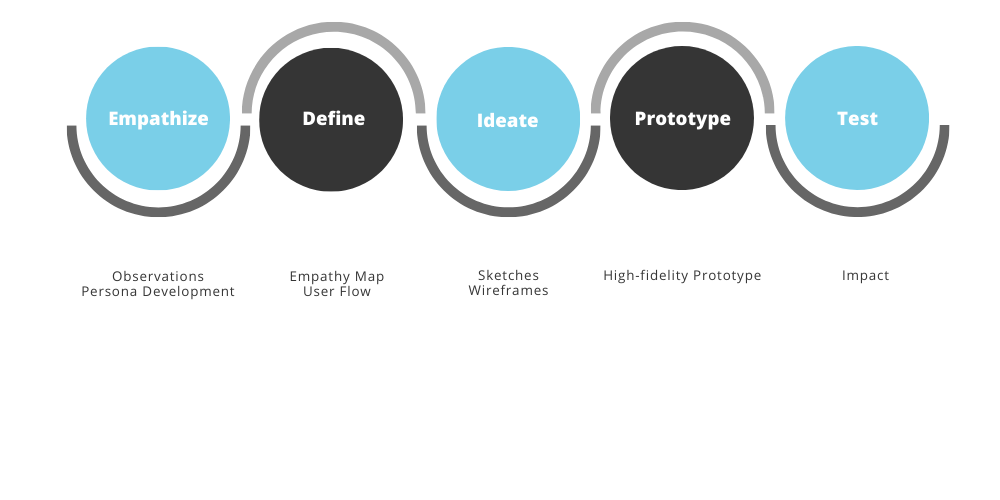 Empathize
Define
Ideate
Prototype
Test
Observations
Persona Development
Empathy Map
User Flow
Sketches
Wireframes
High-fidelity Prototype
Impact